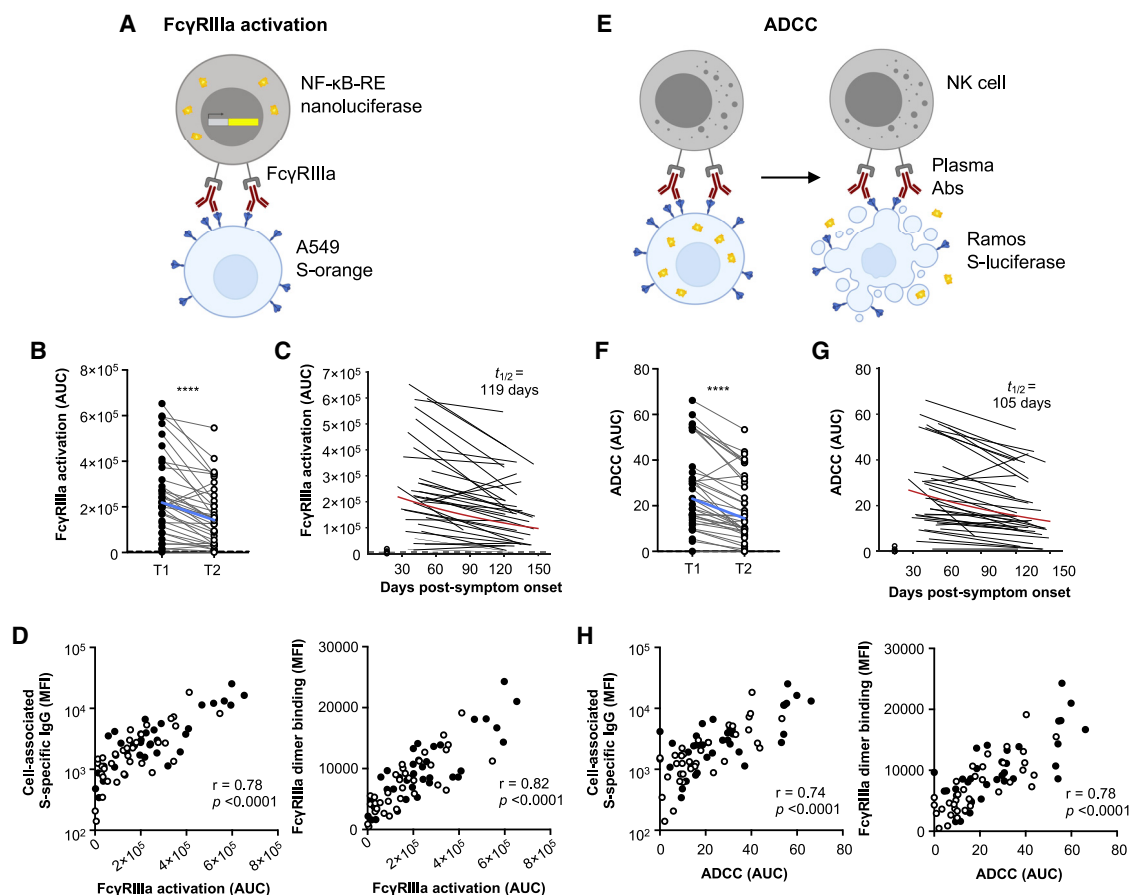 A FcγRIIIa activation
NF-κB-RE
nanoluciferase
FcγRIIIa
A549
S-orange
E ADCC
NK cell
Plasma
Abs
Ramos
S-luciferase
B
FcγRIIIa activation (AUC)
8×10⁵
6×10⁵
4×10⁵
2×10⁵
0
****
T1 T2
C
FcγRIIIa activation (AUC)
7×10⁵
6×10⁵
5×10⁵
4×10⁵
3×10⁵
2×10⁵
1×10⁵
0
t1/2 =
119 days
30 60 90 120 150
Days post-symptom onset
F
ADCC (AUC)
80
60
40
20
0
****
T1 T2
G
ADCC (AUC)
80
60
40
20
0
t1/2 =
105 days
30 60 90 120 150
Days post-symptom onset
D
Cell-associated
S-specific IgG (MFI)
10⁵
10⁴
10³
10²
r = 0.78
p <0.0001
0 2×10⁵ 4×10⁵ 6×10⁵ 8×10⁵
FcγRIIIa activation (AUC)
FcγRIIIa dimer binding (MFI)
30000
20000
10000
0
r = 0.82
p <0.0001
0 2×10⁵ 4×10⁵ 6×10⁵ 8×10⁵
FcγRIIIa activation (AUC)
H
Cell-associated
S-specific IgG (MFI)
10⁵
10⁴
10³
10²
r = 0.74
p <0.0001
0 20 40 60 80
ADCC (AUC)
FcγRIIIa dimer binding (MFI)
30000
20000
10000
0
r = 0.78
p <0.0001
0 20 40 60 80
ADCC (AUC)